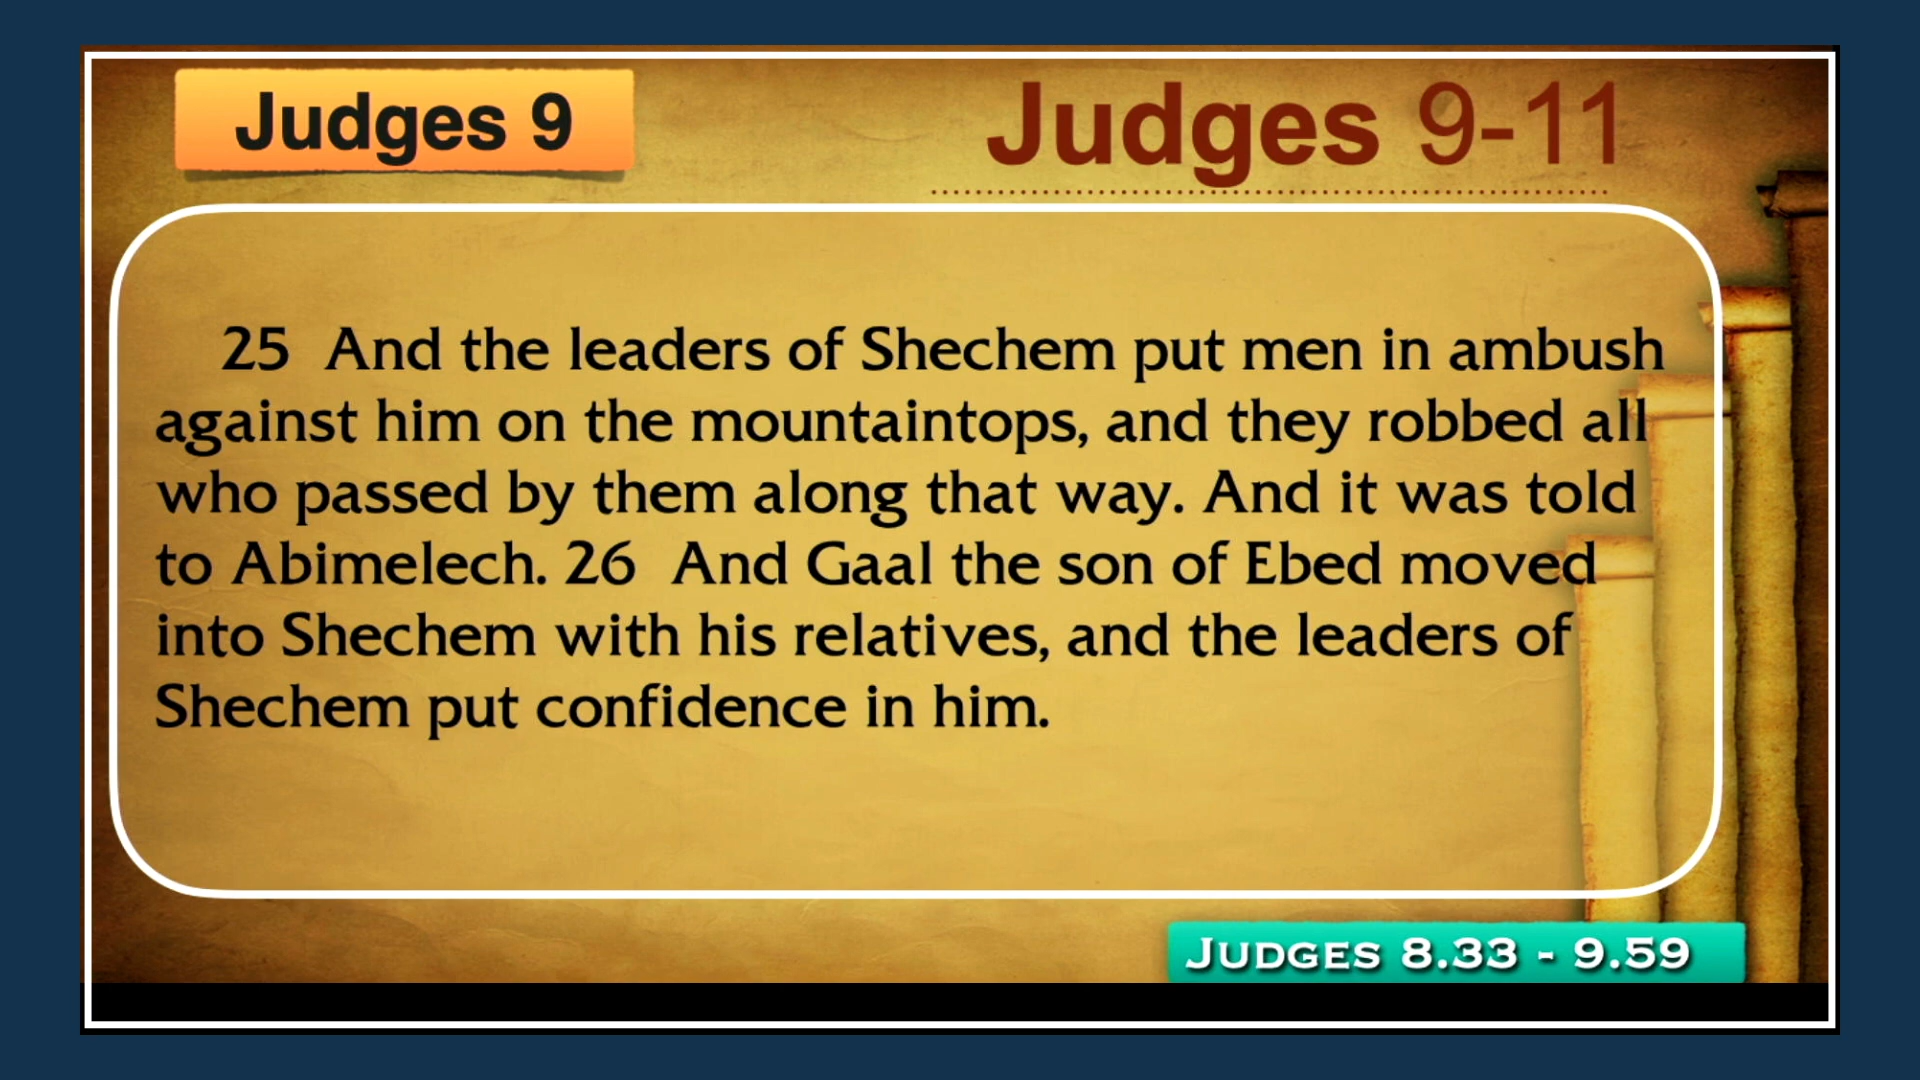 Judges 9
Judges 9-11
25 And the leaders of Shechem put men in ambush
against him on the mountaintops, and they robbed all
who passed by them along that way. And it was told
to Abimelech. 26 And Gaal the son of Ebed moved
into Shechem with his relatives, and the leaders of
Shechem put confidence in him.
Judges 8.33 - 9.59